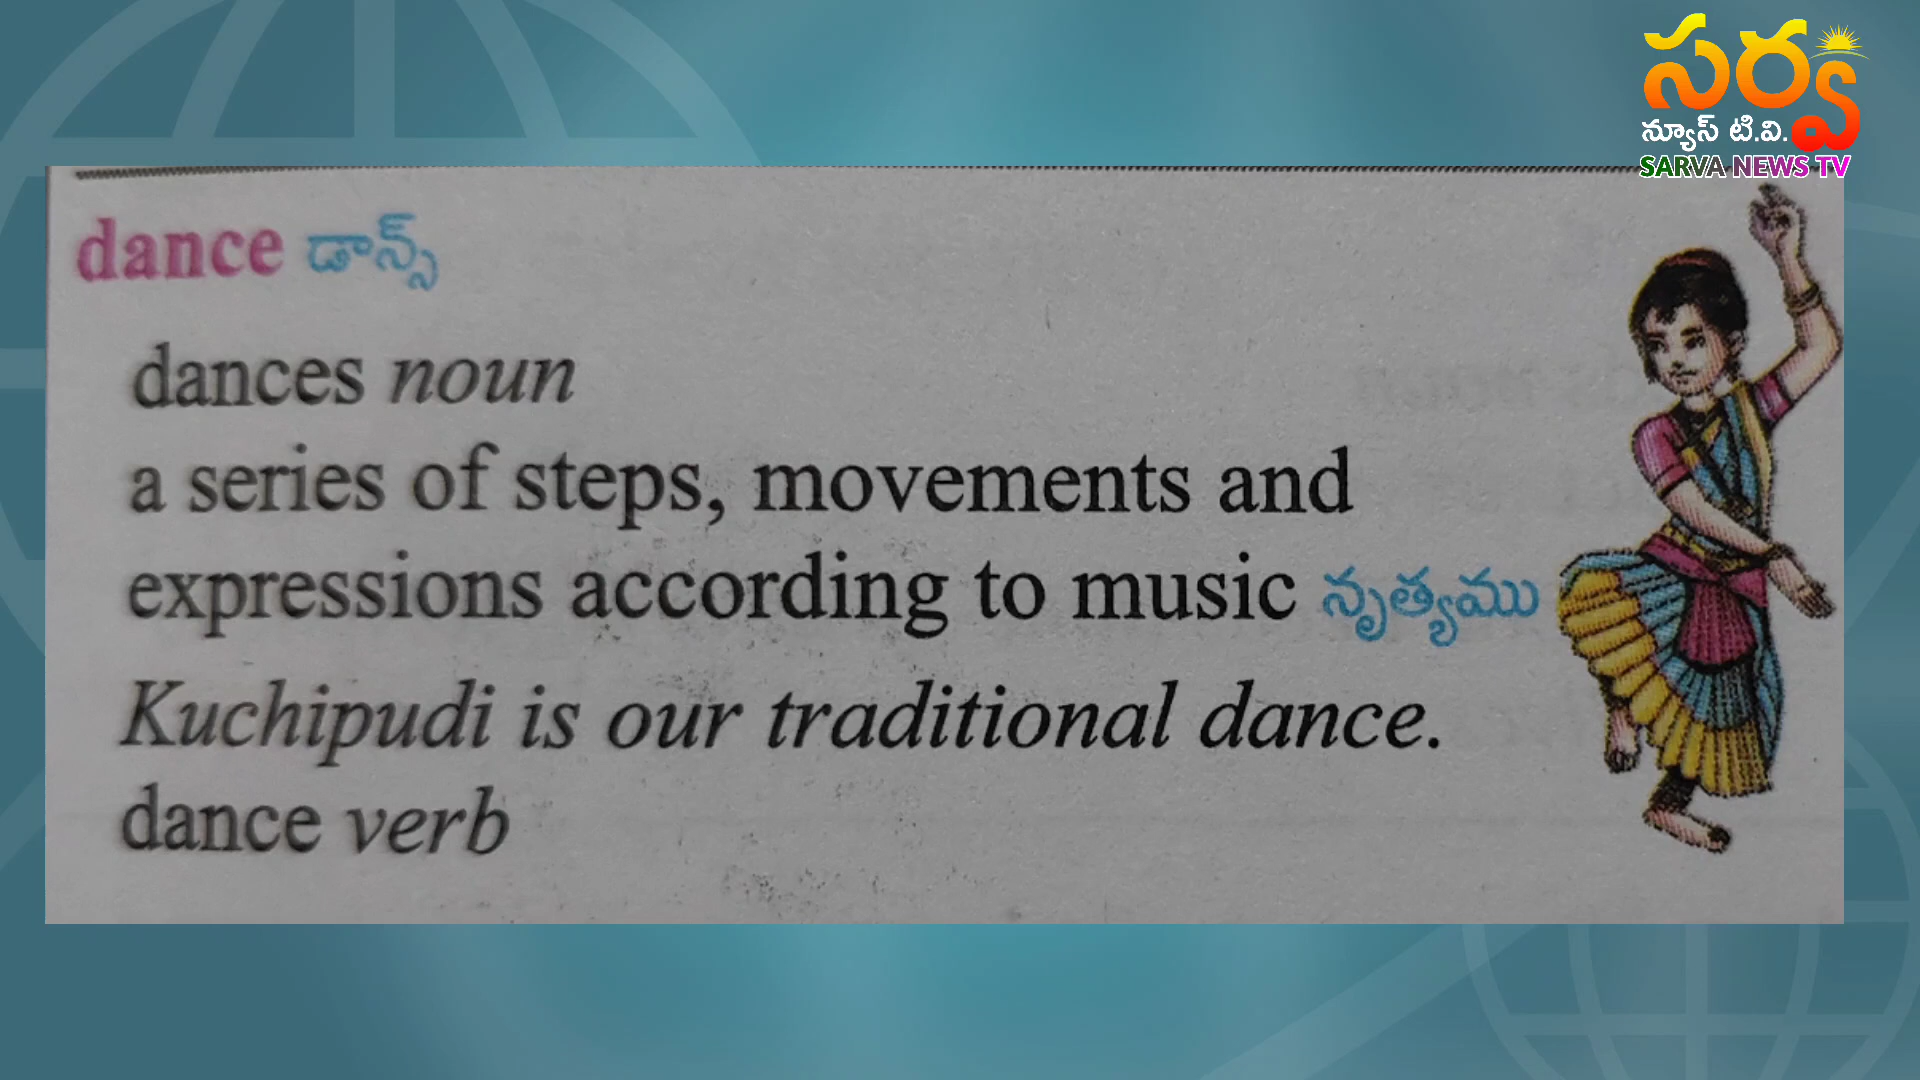 సర్వ
న్యూస్ టి.వి.
SARVA NEWS TV
dance డాన్స్
dances noun
a series of steps, movements and
expressions according to music నృత్యము
Kuchipudi is our traditional dance.
dance verb